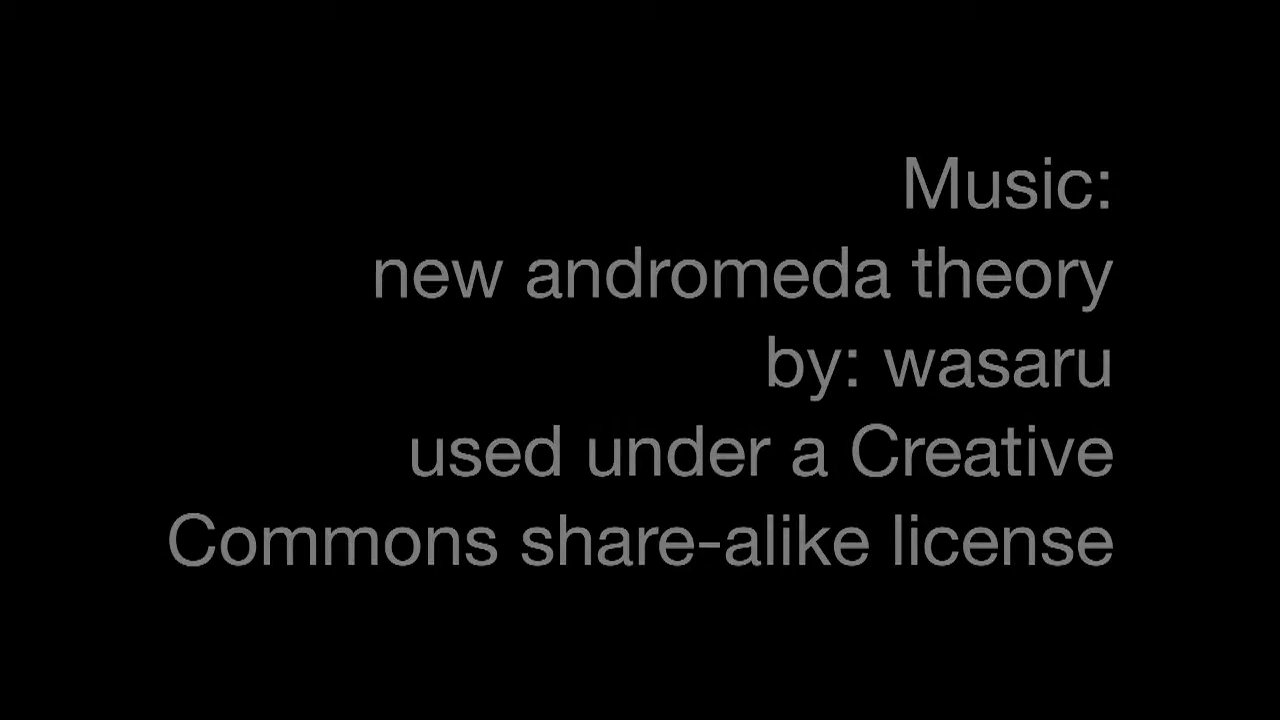 Music:
new andromeda theory
by: wasaru
used under a Creative
Commons share-alike license